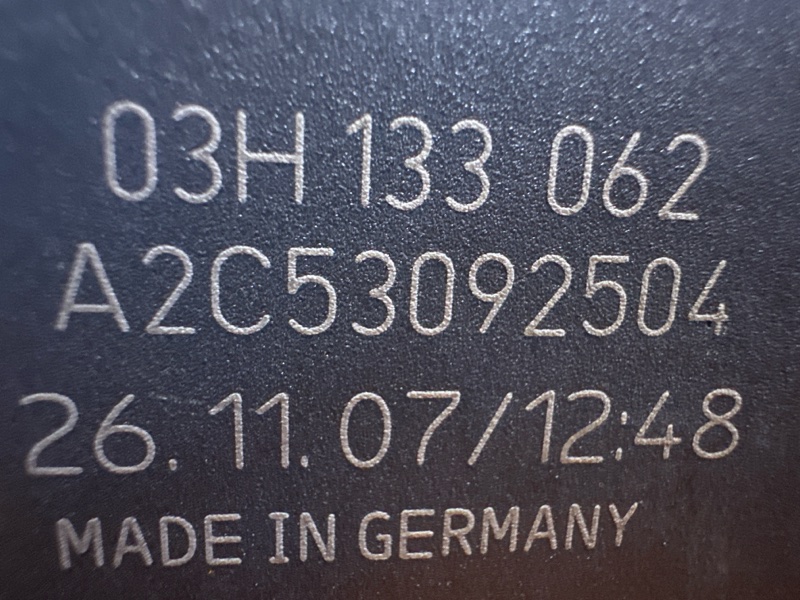 03H 133 062
A2C53092504
26.11.07/12:48
MADE IN GERMANY